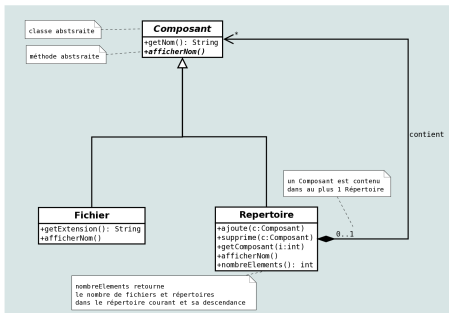 classe abstsraite
méthode abstsraite
Composant
+getNom(): String
+afficherNom()
*
contient
un Composant est contenu
dans au plus 1 Répertoire
Fichier
+getExtension(): String
+afficherNom()
Repertoire
+ajoute(c:Composant)
+supprime(c:Composant)
+getComposant(i:int)
+afficherNom()
+nombreElements(): int
0..1
nombreElements retourne
le nombre de fichiers et répertoires
dans le répertoire courant et sa descendance